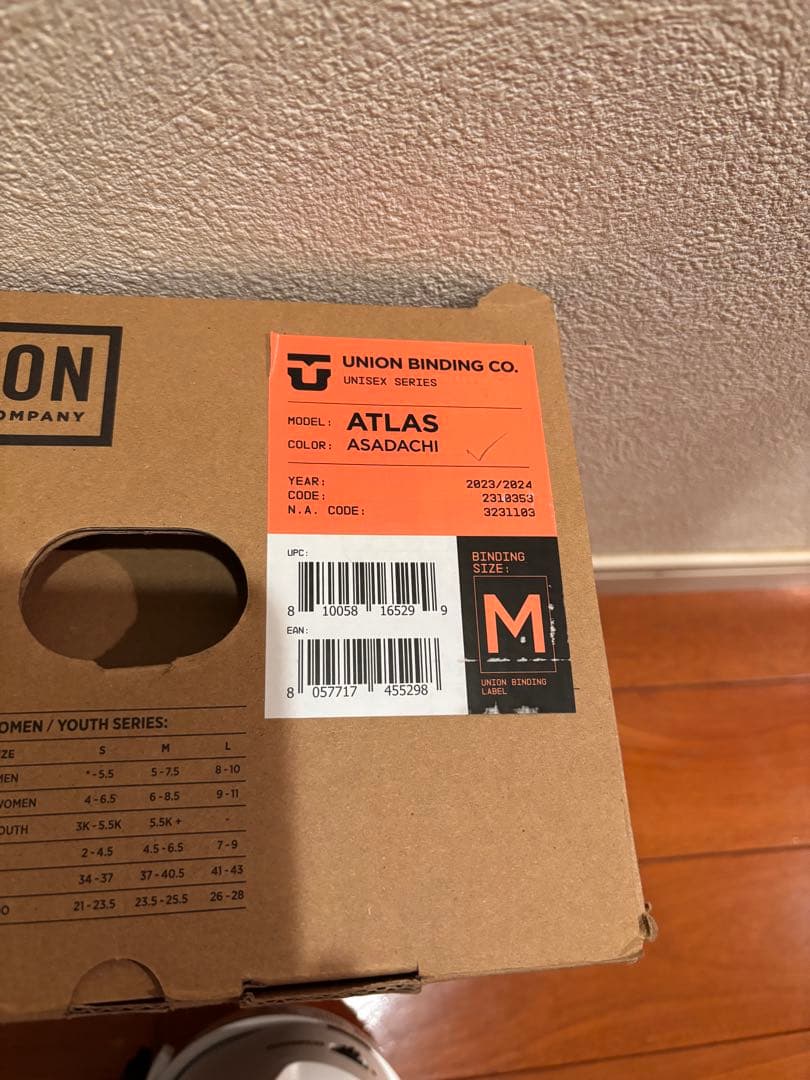 ON
OMPANY
UNION BINDING CO.
UNISEX SERIES
MODEL: ATLAS
COLOR: ASADACHI
YEAR: 2023/2024
CODE: 2310353
N.A. CODE: 3231103
UPC:
8 10058 16529 9
EAN:
8 057717 455298
BINDING
SIZE:
M
UNION BINDING
LABEL
OMEN / YOUTH SERIES:
ZE S M L
MEN *-5.5 5-7.5 8-10
WOMEN 4-6.5 6-8.5 9-11
OUTH 3K-5.5K 5.5K + -
2-4.5 4.5-6.5 7-9
34-37 37-40.5 41-43
O 21-23.5 23.5-25.5 26-28